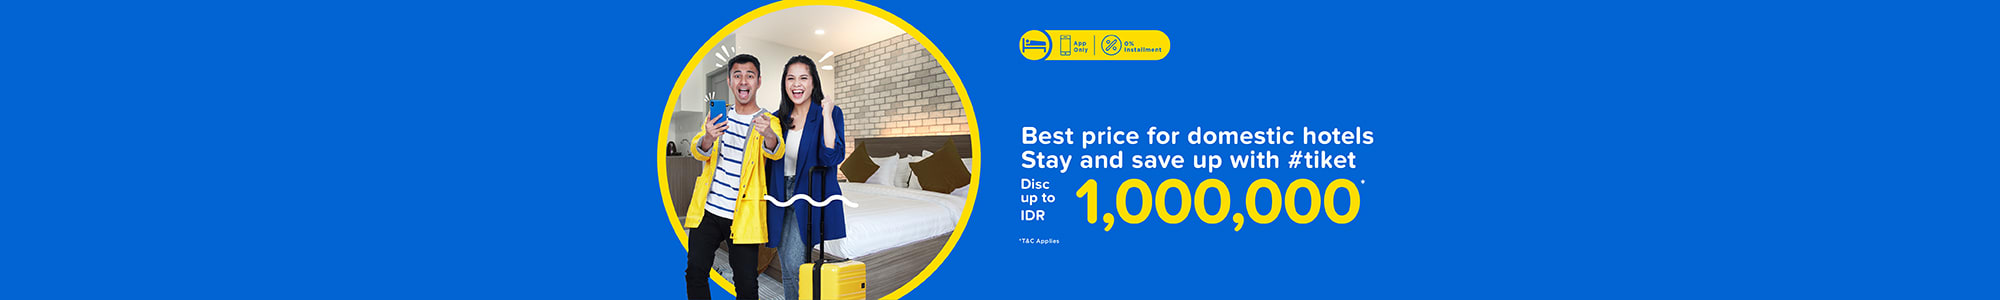 App
Only
0%
Installment
Best price for domestic hotels
Stay and save up with #tiket
Disc
up to
IDR
1,000,000*
*T&C Applies